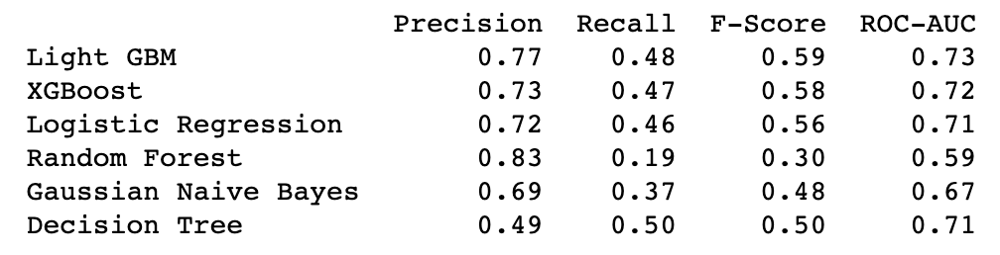 Precision Recall F-Score ROC-AUC
Light GBM 0.77 0.48 0.59 0.73
XGBoost 0.73 0.47 0.58 0.72
Logistic Regression 0.72 0.46 0.56 0.71
Random Forest 0.83 0.19 0.30 0.59
Gaussian Naive Bayes 0.69 0.37 0.48 0.67
Decision Tree 0.49 0.50 0.50 0.71